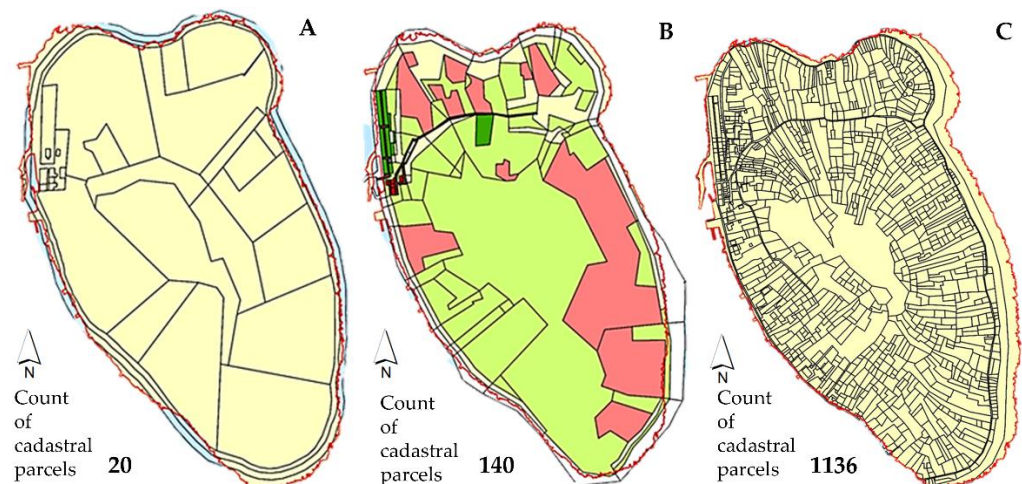 A
B
C
N
Count
of
cadastral
parcels 20
N
Count
of
cadastral
parcels 140
N
Count
of
cadastral
parcels 1136